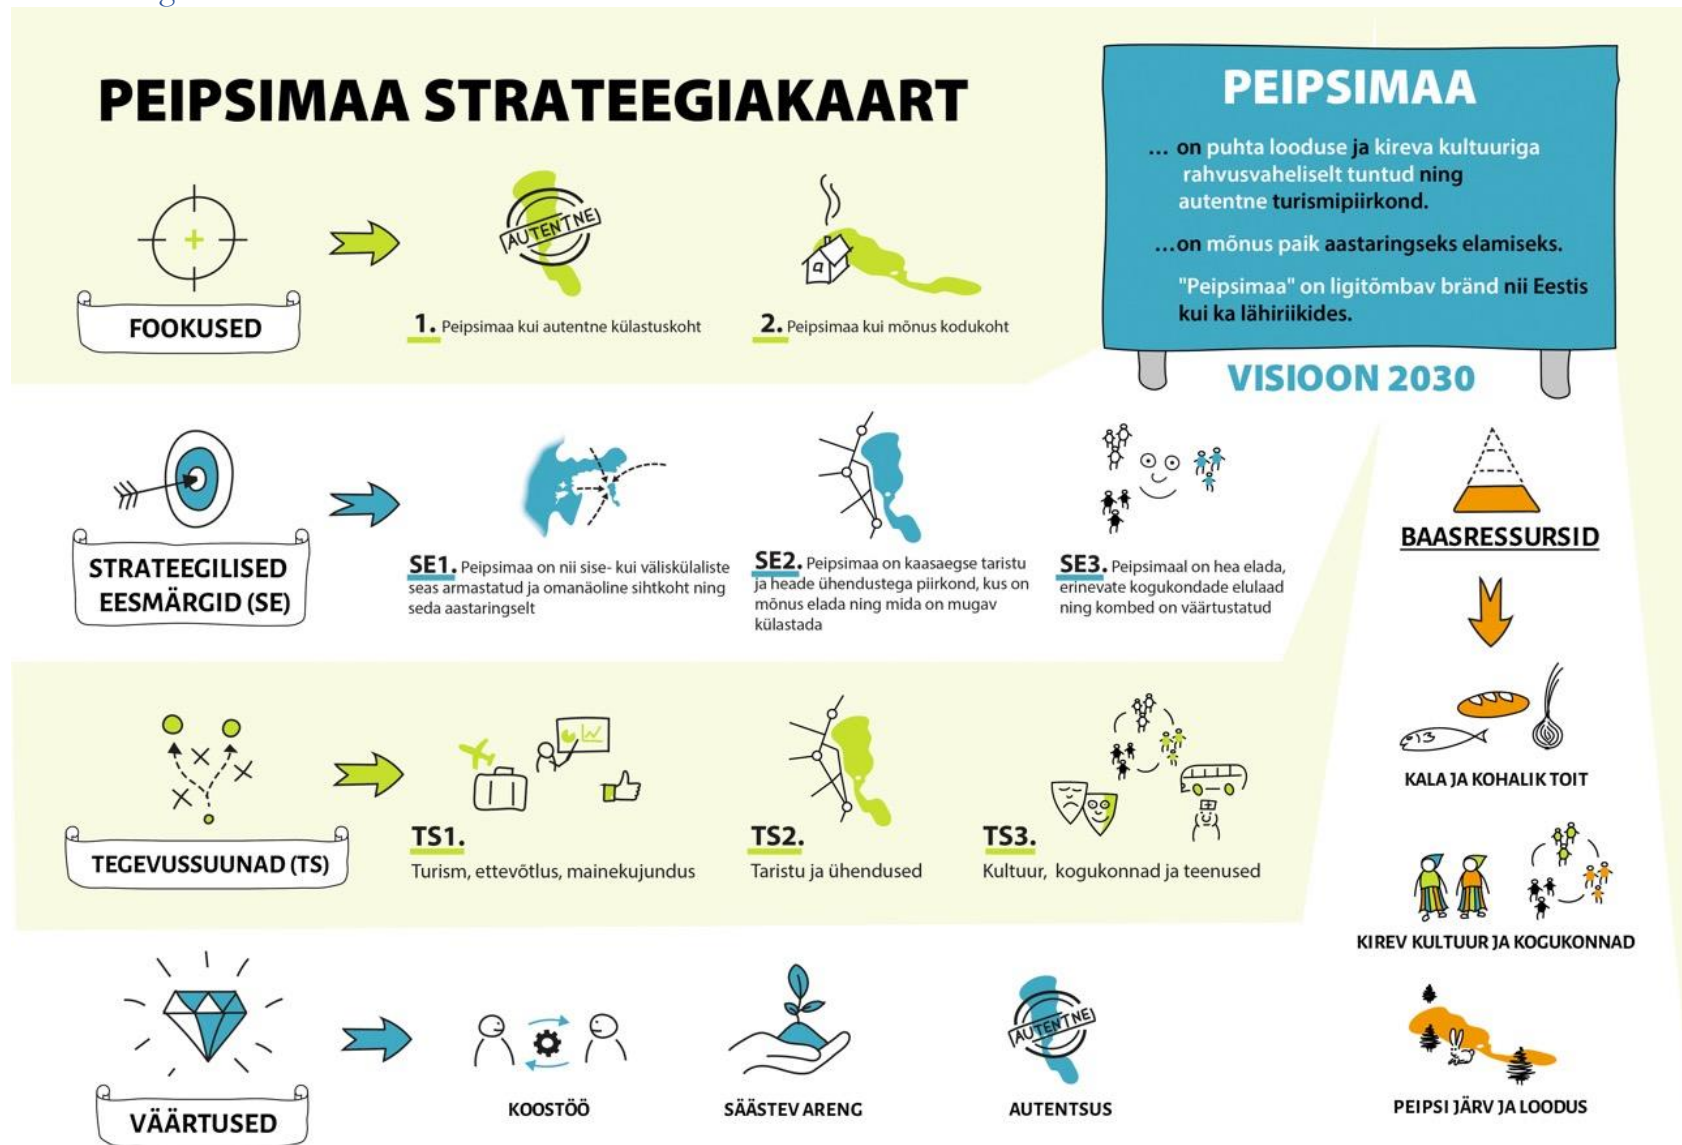 PEIPSIMAA STRATEEGIAKAART
PEIPSIMAA
... on puhta looduse ja kireva kultuuriga
rahvusvaheliselt tuntud ning
autentne turismipiirkond.
...on mõnus paik aastaringseks elamiseks.
"Peipsimaa" on ligitõmbav bränd nii Eestis
kui ka lähiriikides.
VISIOON 2030
FOOKUSED
AUTENTNE
1. Peipsimaa kui autentne külastuskoht
2. Peipsimaa kui mõnus kodukoht
STRATEEGILISED
EESMÄRGID (SE)
SE1. Peipsimaa on nii sise- kui väliskülaliste
seas armastatud ja omanäoline sihtkoht ning
seda aastaringselt
SE2. Peipsimaa on kaasaegse taristu
ja heade ühendustega piirkond, kus on
mõnus elada ning mida on mugav
külastada
SE3. Peipsimaal on hea elada,
erinevate kogukondade elulaad
ning kombed on väärtustatud
TEGEVUSSUUNAD (TS)
TS1.
Turism, ettevõtlus, mainekujundus
TS2.
Taristu ja ühendused
TS3.
Kultuur, kogukonnad ja teenused
VÄÄRTUSED
KOOSTÖÖ
SÄÄSTEV ARENG
AUTENTNE
AUTENTSUS
BAASRESSURSID
KALA JA KOHALIK TOIT
KIREV KULTUUR JA KOGUKONNAD
PEIPSI JÄRV JA LOODUS